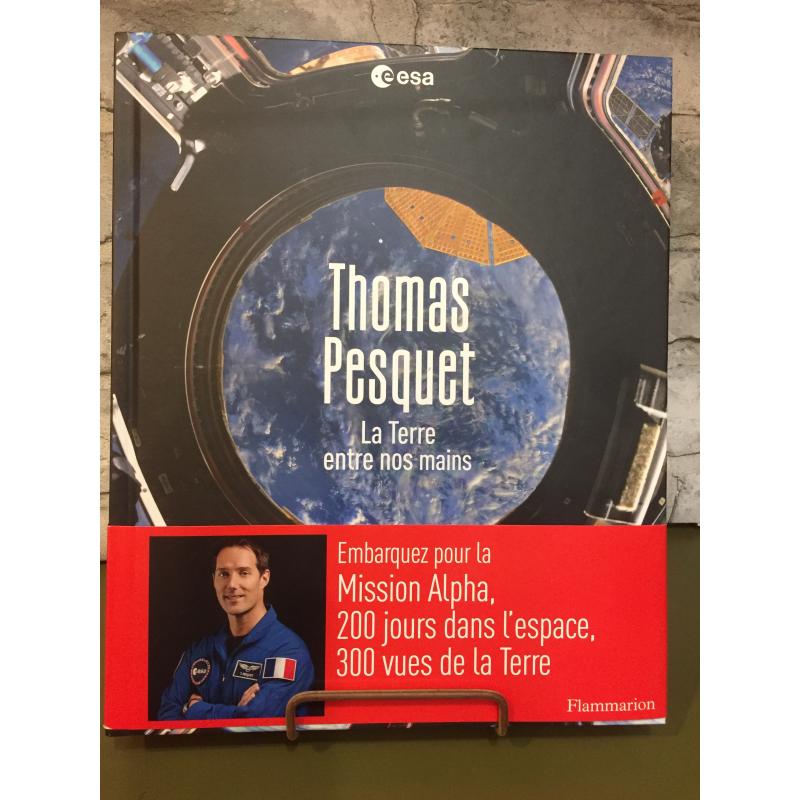 esa
Thomas
Pesquet
La Terre
entre nos mains
Embarquez pour la
Mission Alpha,
200 jours dans l'espace,
300 vues de la Terre
esa
Flammarion